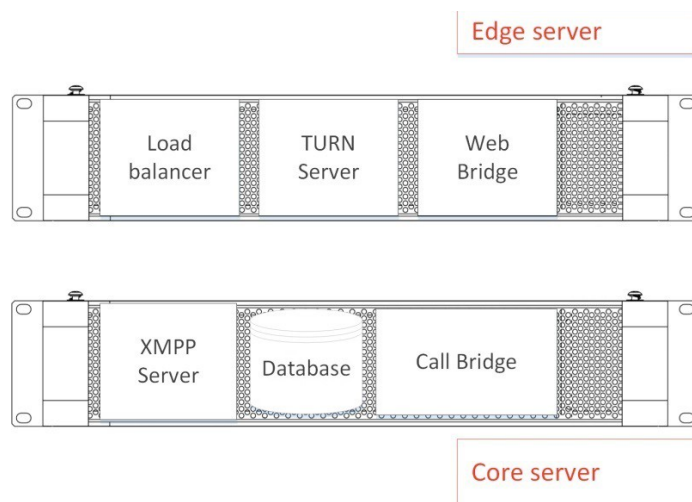 Edge server
Load
balancer
TURN
Server
Web
Bridge
XMPP
Server
Database
Call Bridge
Core server